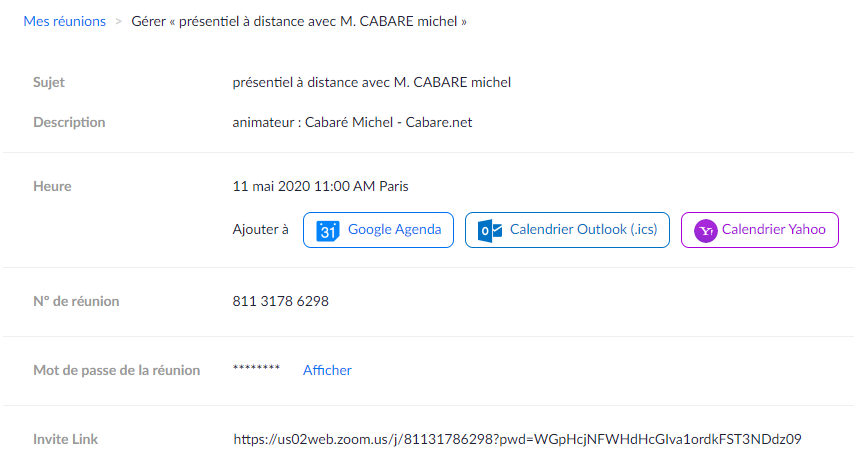 Mes réunions > Gérer « présentiel à distance avec M. CABARE michel »
Sujet présentiel à distance avec M. CABARE michel
Description animateur : Cabaré Michel - Cabare.net
Heure 11 mai 2020 11:00 AM Paris
Ajouter à 31 Google Agenda Calendrier Outlook (.ics) Calendrier Yahoo
N° de réunion 811 3178 6298
Mot de passe de la réunion ******** Afficher
Invite Link https://us02web.zoom.us/j/81131786298?pwd=WGpHcjNFWHdHcGIva1ordkFST3NDdz09